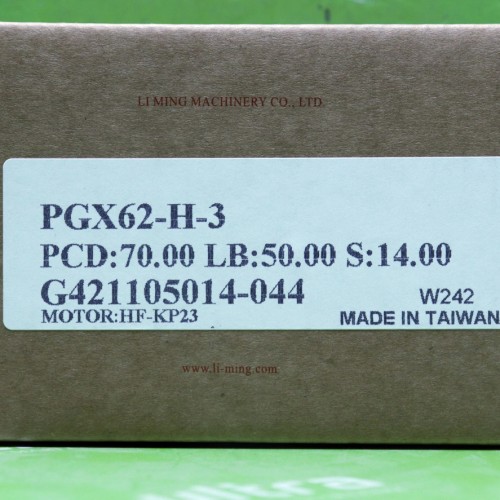 LI MING MACHINERY CO., LTD.
PGX62-H-3
PCD:70.00 LB:50.00 S:14.00
G421105014-044
W242
MOTOR:HF-KP23
MADE IN TAIWAN
www.li-ming.com